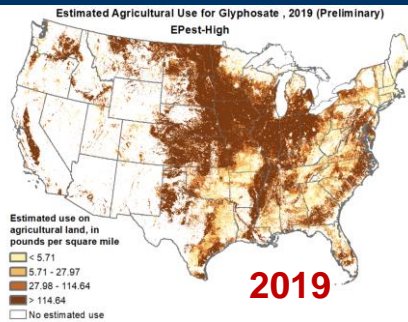 Estimated Agricultural Use for Glyphosate , 2019 (Preliminary)
EPest-High
Estimated use on
agricultural land, in
pounds per square mile
< 5.71
5.71 - 27.97
27.98 - 114.64
> 114.64
No estimated use
2019